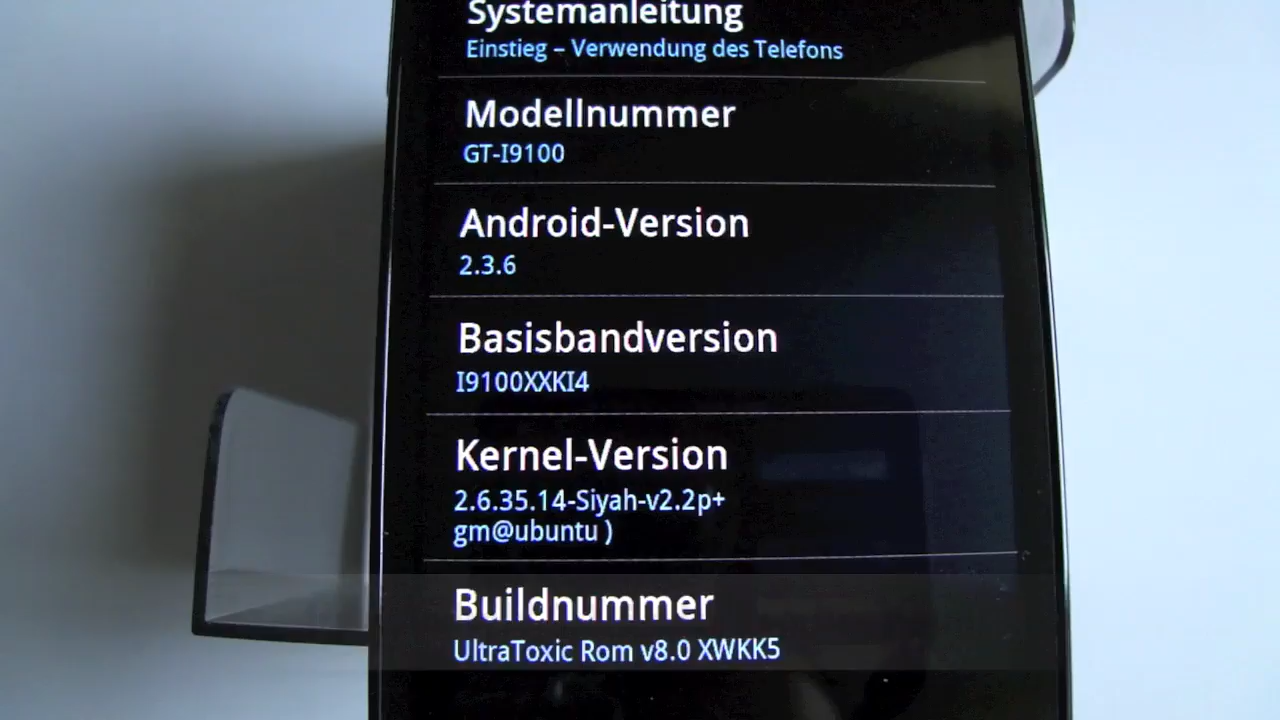 Systemanleitung
Einstieg – Verwendung des Telefons
Modellnummer
GT-I9100
Android-Version
2.3.6
Basisbandversion
I9100XXKI4
Kernel-Version
2.6.35.14-Siyah-v2.2p+
gm@ubuntu )
Buildnummer
UltraToxic Rom v8.0 XWKK5